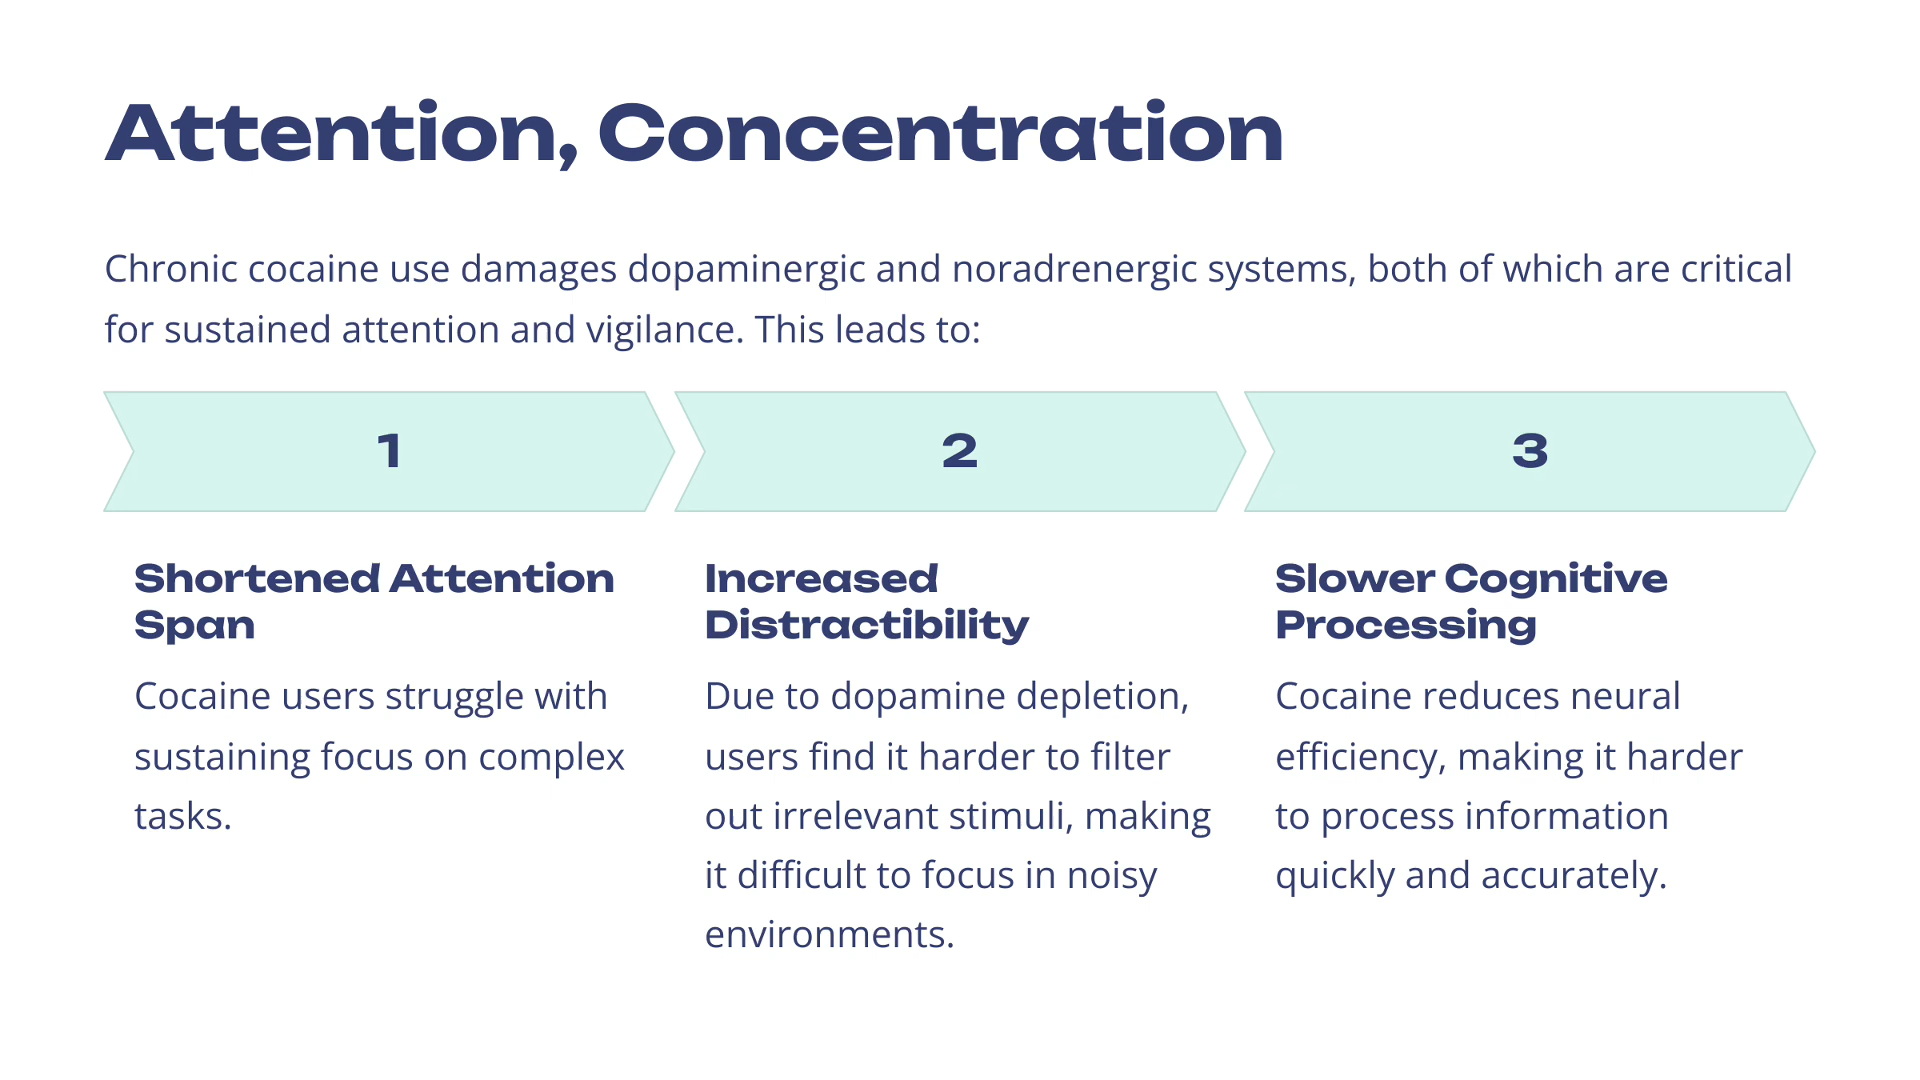 Attention, Concentration
Chronic cocaine use damages dopaminergic and noradrenergic systems, both of which are critical
for sustained attention and vigilance. This leads to:
1
2
3
Shortened Attention
Span
Cocaine users struggle with
sustaining focus on complex
tasks.
Increased
Distractibility
Due to dopamine depletion,
users find it harder to filter
out irrelevant stimuli, making
it difficult to focus in noisy
environments.
Slower Cognitive
Processing
Cocaine reduces neural
efficiency, making it harder
to process information
quickly and accurately.